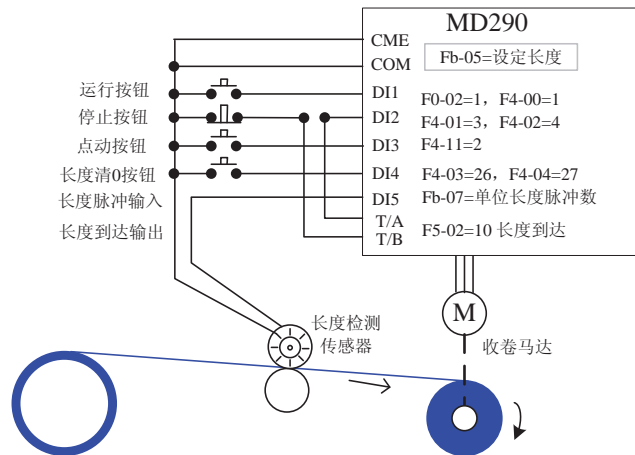 MD290
CME
Fb-05=设定长度
COM
运行按钮
DI1
F0-02=1，F4-00=1
停止按钮
DI2
F4-01=3，F4-02=4
点动按钮
DI3
F4-11=2
长度清0按钮
DI4
F4-03=26，F4-04=27
长度脉冲输入
DI5
Fb-07=单位长度脉冲数
T/A
长度到达输出
T/B
F5-02=10 长度到达
M
长度检测
传感器
收卷马达